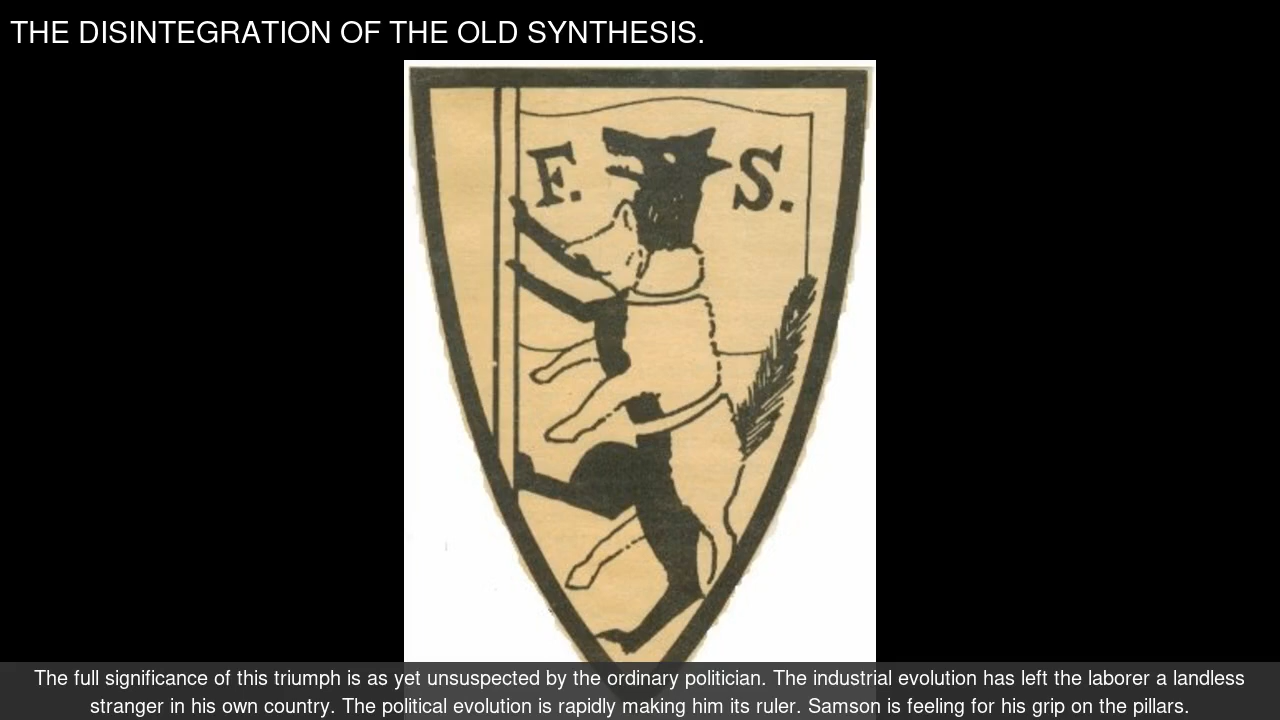 THE DISINTEGRATION OF THE OLD SYNTHESIS.
F. S.
The full significance of this triumph is as yet unsuspected by the ordinary politician. The industrial evolution has left the laborer a landless
stranger in his own country. The political evolution is rapidly making him its ruler. Samson is feeling for his grip on the pillars.